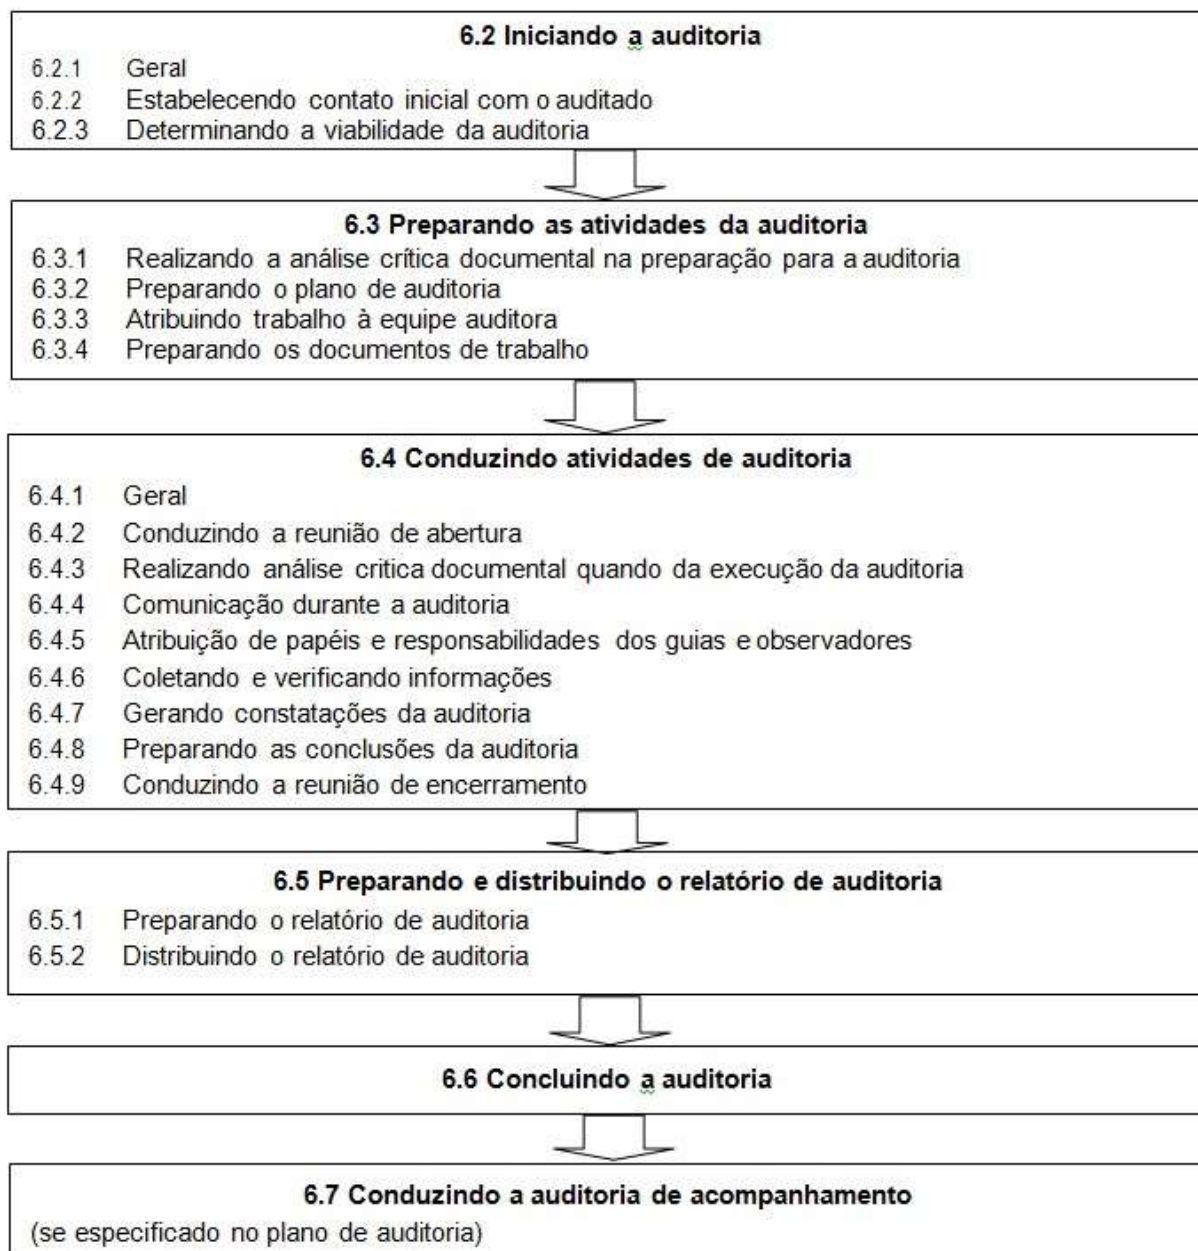 6.2 Iniciando a auditoria
6.2.1 Geral
6.2.2 Estabelecendo contato inicial com o auditado
6.2.3 Determinando a viabilidade da auditoria
6.3 Preparando as atividades da auditoria
6.3.1 Realizando a análise crítica documental na preparação para a auditoria
6.3.2 Preparando o plano de auditoria
6.3.3 Atribuindo trabalho à equipe auditora
6.3.4 Preparando os documentos de trabalho
6.4 Conduzindo atividades de auditoria
6.4.1 Geral
6.4.2 Conduzindo a reunião de abertura
6.4.3 Realizando análise critica documental quando da execução da auditoria
6.4.4 Comunicação durante a auditoria
6.4.5 Atribuição de papéis e responsabilidades dos guias e observadores
6.4.6 Coletando e verificando informações
6.4.7 Gerando constatações da auditoria
6.4.8 Preparando as conclusões da auditoria
6.4.9 Conduzindo a reunião de encerramento
6.5 Preparando e distribuindo o relatório de auditoria
6.5.1 Preparando o relatório de auditoria
6.5.2 Distribuindo o relatório de auditoria
6.6 Concluindo a auditoria
6.7 Conduzindo a auditoria de acompanhamento
(se especificado no plano de auditoria)